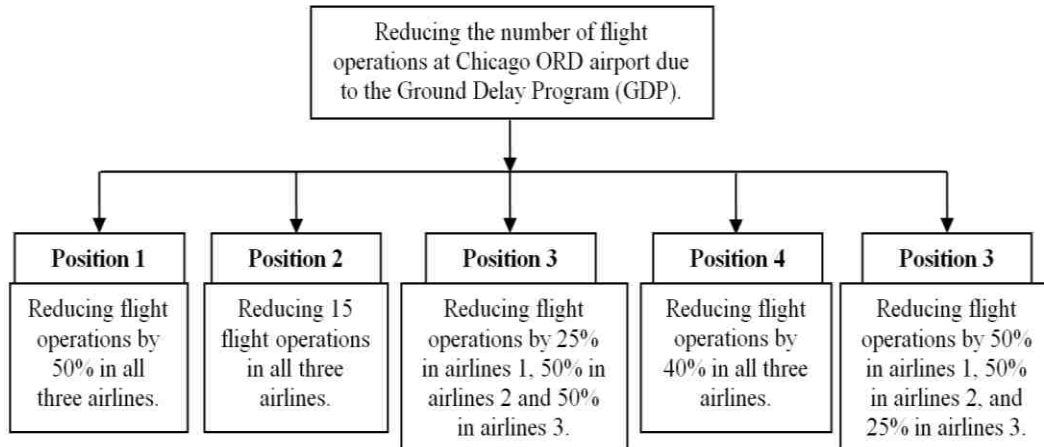 Reducing the number of flight
operations at Chicago ORD airport due
to the Ground Delay Program (GDP).
Position 1
Reducing flight
operations by
50% in all
three airlines.
Position 2
Reducing 15
flight operations
in all three
airlines.
Position 3
Reducing flight
operations by 25%
in airlines 1, 50% in
airlines 2 and 50%
in airlines 3.
Position 4
Reducing flight
operations by
40% in all three
airlines.
Position 3
Reducing flight
operations by 50%
in airlines 1, 50%
in airlines 2, and
25% in airlines 3.